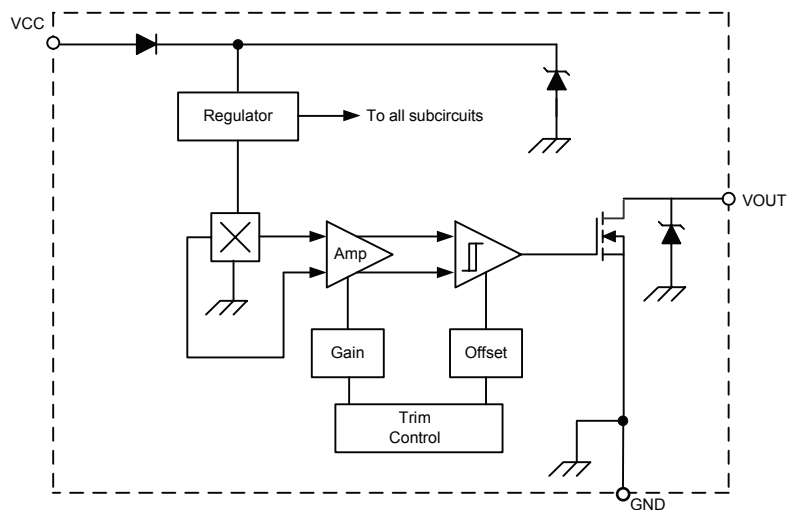 VCC
Regulator
To all subcircuits
VOUT
Amp
Gain
Offset
Trim
Control
GND